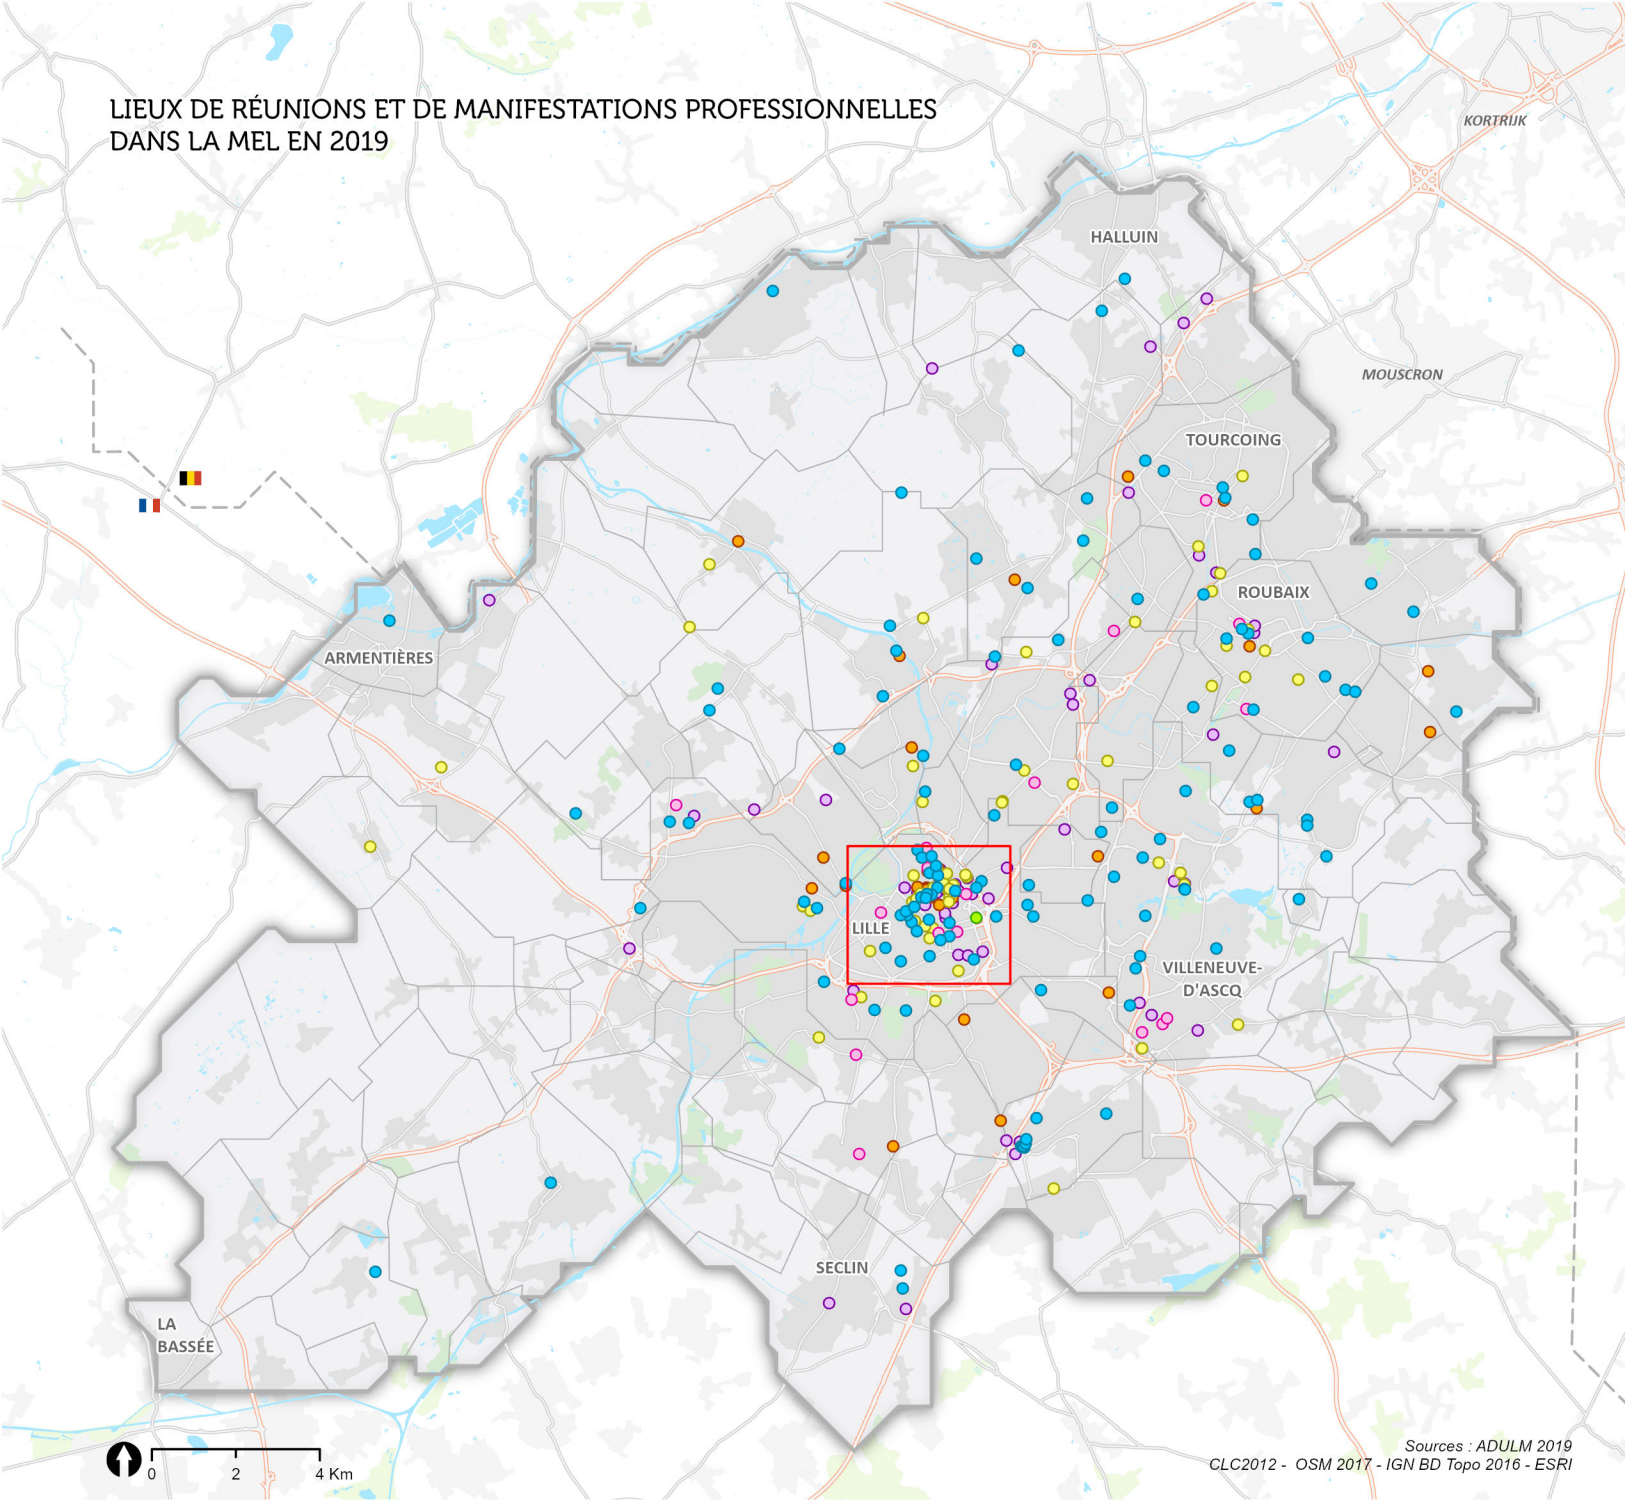 LIEUX DE RÉUNIONS ET DE MANIFESTATIONS PROFESSIONNELLES
DANS LA MEL EN 2019
KORTRIJK
HALLUIN
MOUSCRON
TOURCOING
ROUBAIX
ARMENTIÈRES
LILLE
VILLENEUVE-
D'ASCQ
SECLIN
LA
BASSÉE
0 2 4 Km
Sources : ADULM 2019
CLC2012 - OSM 2017 - IGN BD Topo 2016 - ESRI